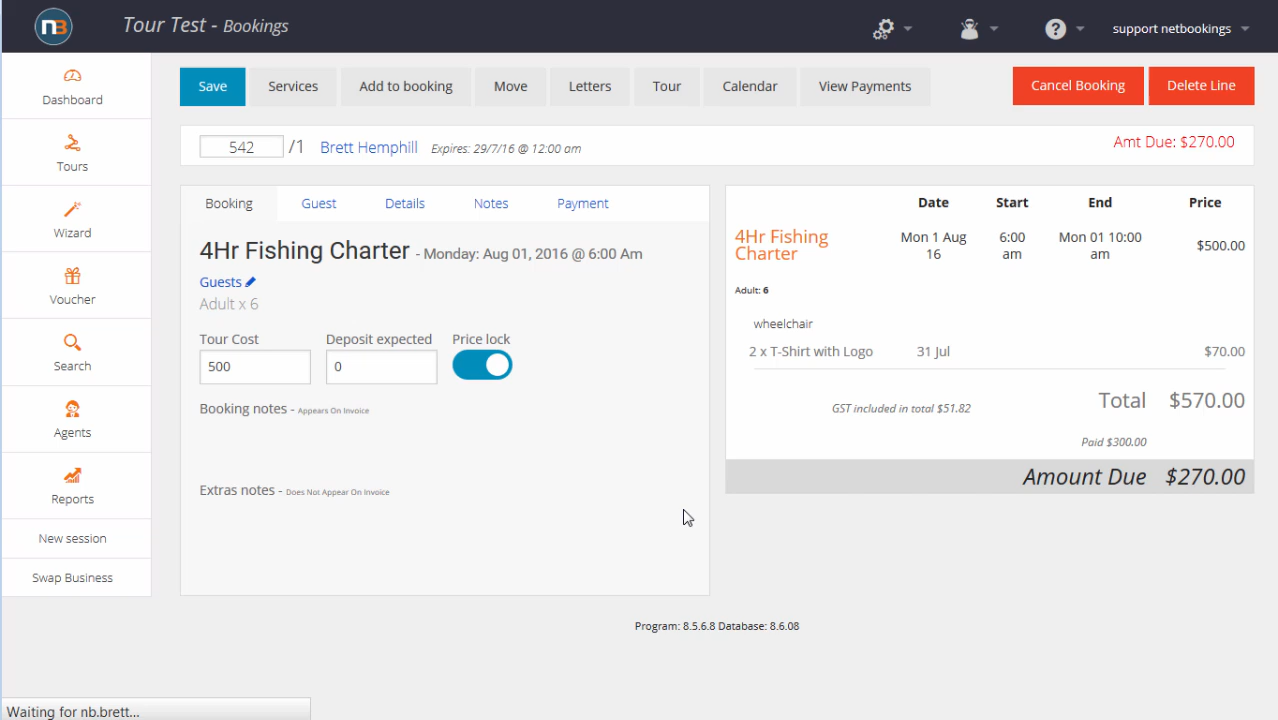 nB
Tour Test - Bookings
?
support netbookings
Dashboard
Tours
Wizard
Voucher
Search
Agents
Reports
New session
Swap Business
Save
Services
Add to booking
Move
Letters
Tour
Calendar
View Payments
Cancel Booking
Delete Line
542 /1 Brett Hemphill Expires: 29/7/16 @ 12:00 am
Amt Due: $270.00
Booking
Guest
Details
Notes
Payment
4Hr Fishing Charter - Monday: Aug 01, 2016 @ 6:00 Am
Guests
Adult x 6
Tour Cost Deposit expected Price lock
500 0
Booking notes - Appears On Invoice
Extras notes - Does Not Appear On Invoice
Date Start End Price
4Hr Fishing Mon 1 Aug 6:00 Mon 01 10:00 $500.00
Charter 16 am am
Adult: 6
wheelchair
2 x T-Shirt with Logo 31 Jul $70.00
GST included in total $51.82 Total $570.00
Paid $300.00
Amount Due $270.00
Program: 8.5.6.8 Database: 8.6.08
Waiting for nb.brett...